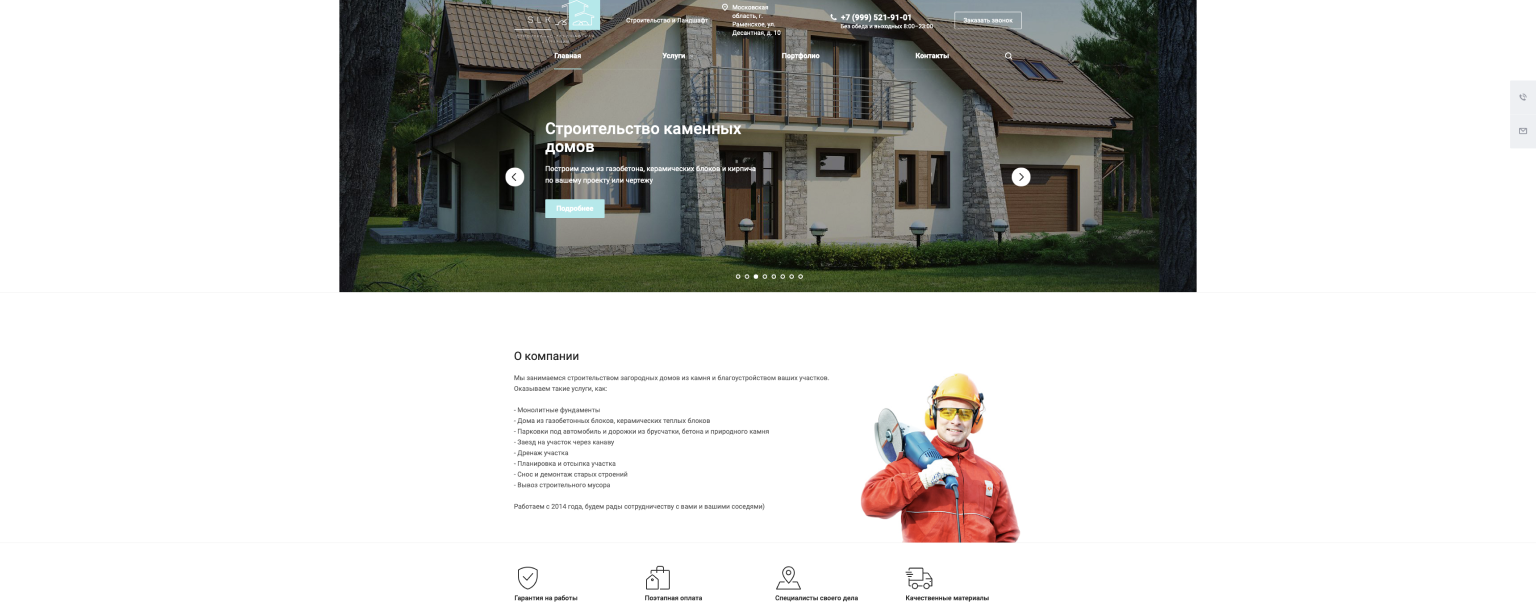 SLK
Строительство и Ландшафт
Московская
область, г.
Раменское, ул.
Десантная, д. 10
+7 (999) 521-91-01
Без обеда и выходных 8:00–23:00
Заказать звонок
Главная
Услуги
Портфолио
Контакты
Строительство каменных
домов
Построим дом из газобетона, керамических блоков и кирпича
по вашему проекту или чертежу
Подробнее
О компании
Мы занимаемся строительством загородных домов из камня и благоустройством ваших участков.
Оказываем такие услуги, как:
- Монолитные фундаменты
- Дома из газобетонных блоков, керамических теплых блоков
- Парковки под автомобиль и дорожки из брусчатки, бетона и природного камня
- Заезд на участок через канаву
- Дренаж участка
- Планировка и отсыпка участка
- Снос и демонтаж старых строений
- Вывоз строительного мусора
Работаем с 2014 года, будем рады сотрудничеству с вами и вашими соседями)
Гарантия на работы
Поэтапная оплата
Специалисты своего дела
Качественные материалы